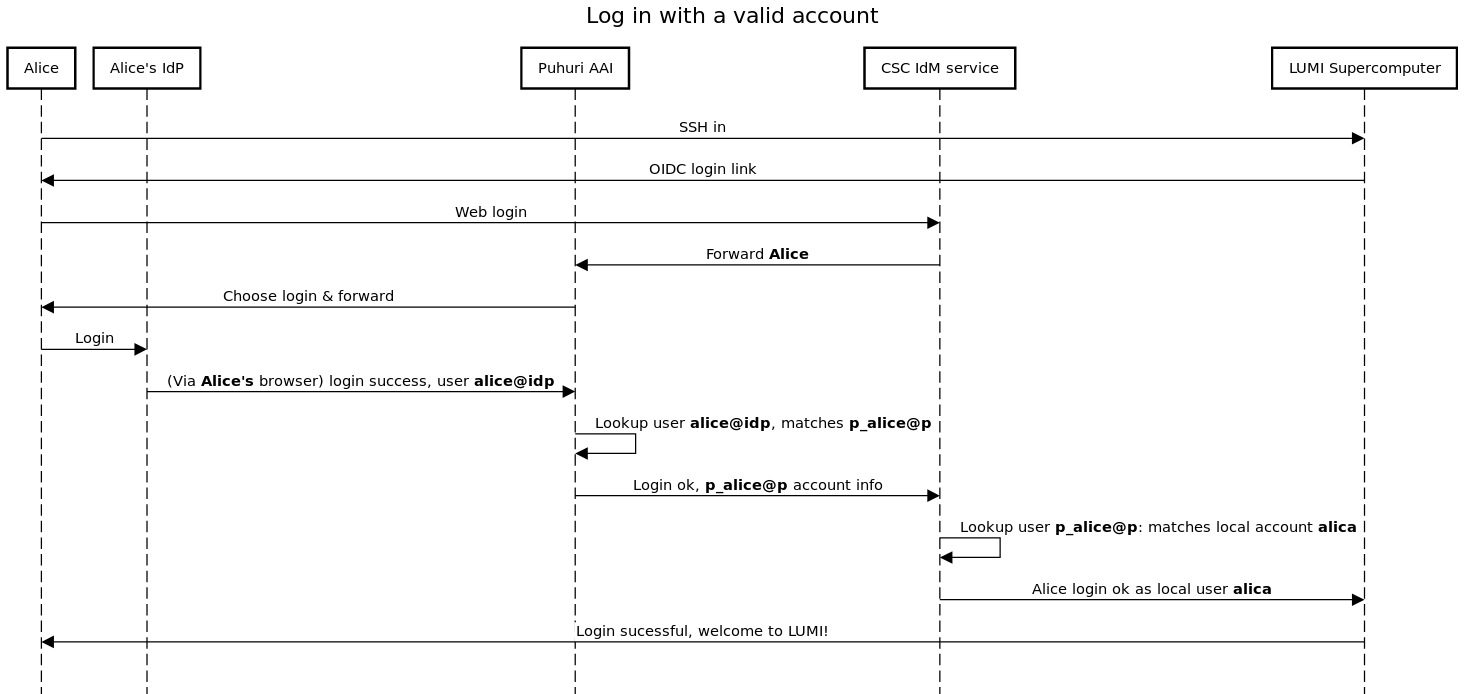 Log in with a valid account
Alice
Alice's IdP
Puhuri AAI
CSC IdM service
LUMI Supercomputer
SSH in
OIDC login link
Web login
Forward Alice
Choose login & forward
Login
(Via Alice's browser) login success, user alice@idp
Lookup user alice@idp, matches p_alice@p
Login ok, p_alice@p account info
Lookup user p_alice@p: matches local account alica
Alice login ok as local user alica
Login sucessful, welcome to LUMI!